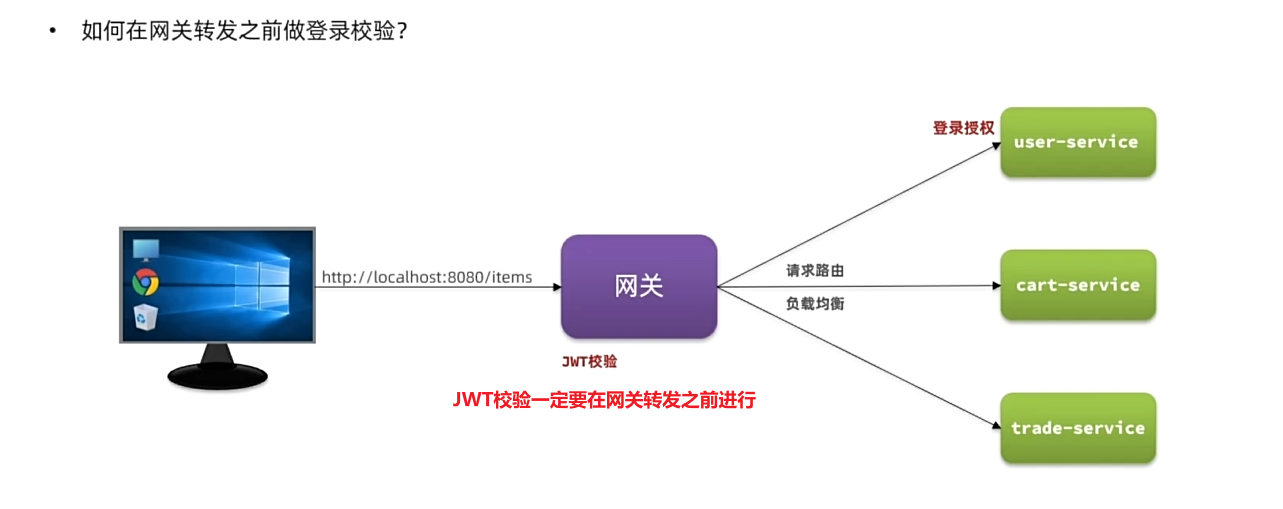 • 如何在网关转发之前做登录校验？
登录授权
user-service
http://localhost:8080/items
网关
请求路由
cart-service
负载均衡
JWT校验
JWT校验一定要在网关转发之前进行
trade-service